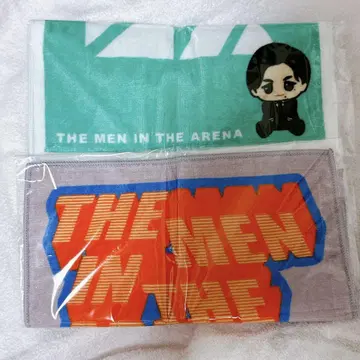 THE MEN IN THE ARENA
THE
MEN
IN THE